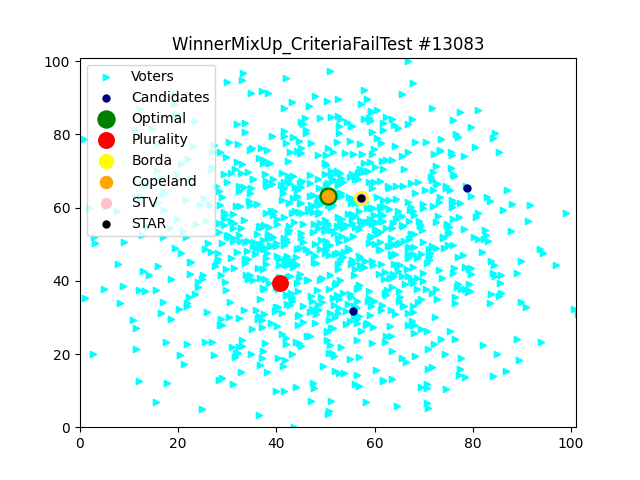 WinnerMixUp_CriteriaFailTest #13083
100
80
60
40
20
0
Voters
Candidates
Optimal
Plurality
Borda
Copeland
STV
STAR
0 20 40 60 80 100